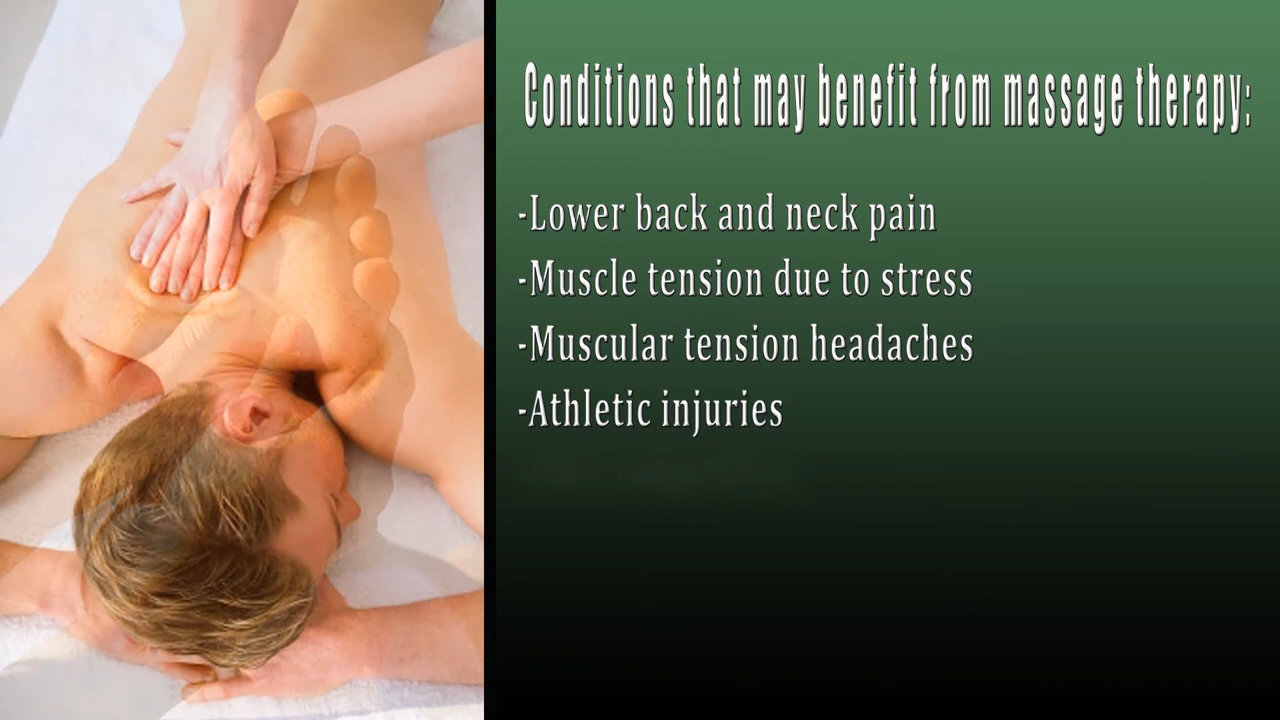 Conditions that may benefit from massage therapy:
-Lower back and neck pain
-Muscle tension due to stress
-Muscular tension headaches
-Athletic injuries